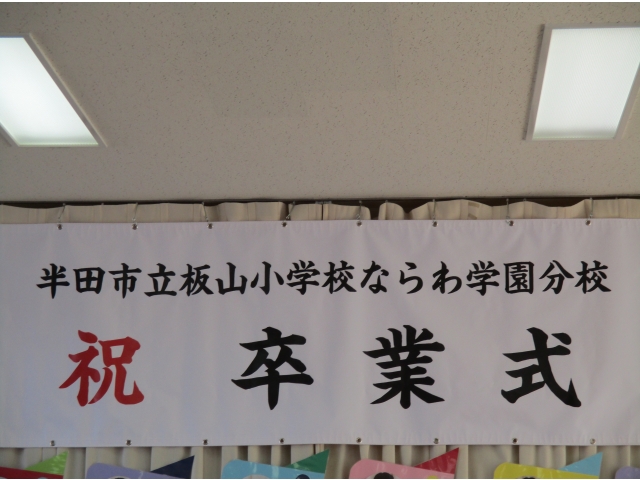 半田市立板山小学校ならわ学園分校
祝 卒業式